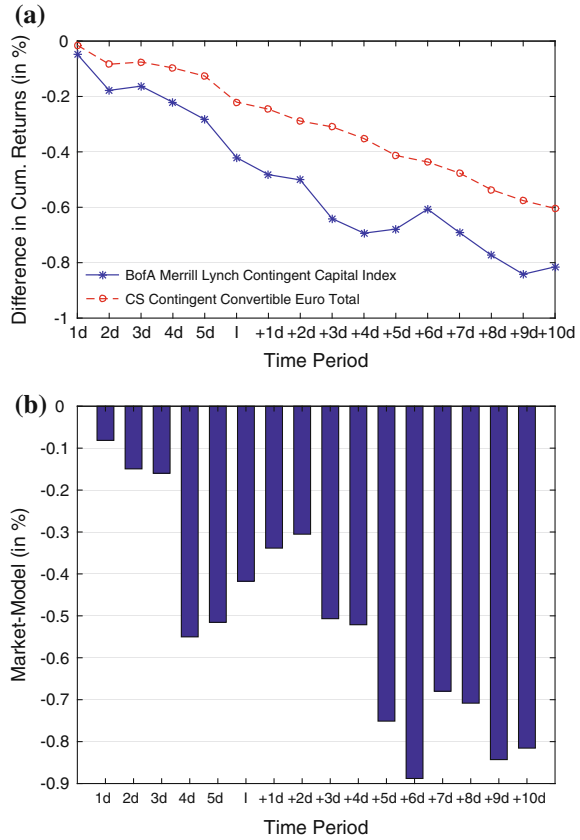 (a)
Difference in Cum. Returns (in %)
0
-0.2
-0.4
-0.6
-0.8
-1
BofA Merrill Lynch Contingent Capital Index
CS Contingent Convertible Euro Total
1d 2d 3d 4d 5d I +1d +2d +3d +4d +5d +6d +7d +8d +9d +10d
Time Period
(b)
Market-Model (in %)
0
-0.1
-0.2
-0.3
-0.4
-0.5
-0.6
-0.7
-0.8
-0.9
1d 2d 3d 4d 5d I +1d +2d +3d +4d +5d +6d +7d +8d +9d +10d
Time Period